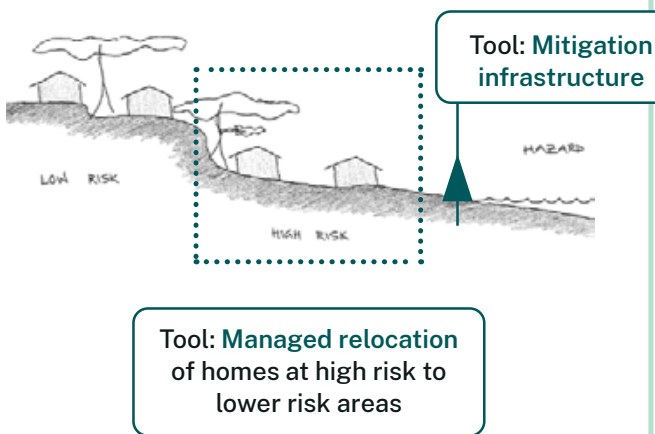 Tool: Mitigation
infrastructure
HAZARD
LOW RISK
HIGH RISK
Tool: Managed relocation
of homes at high risk to
lower risk areas